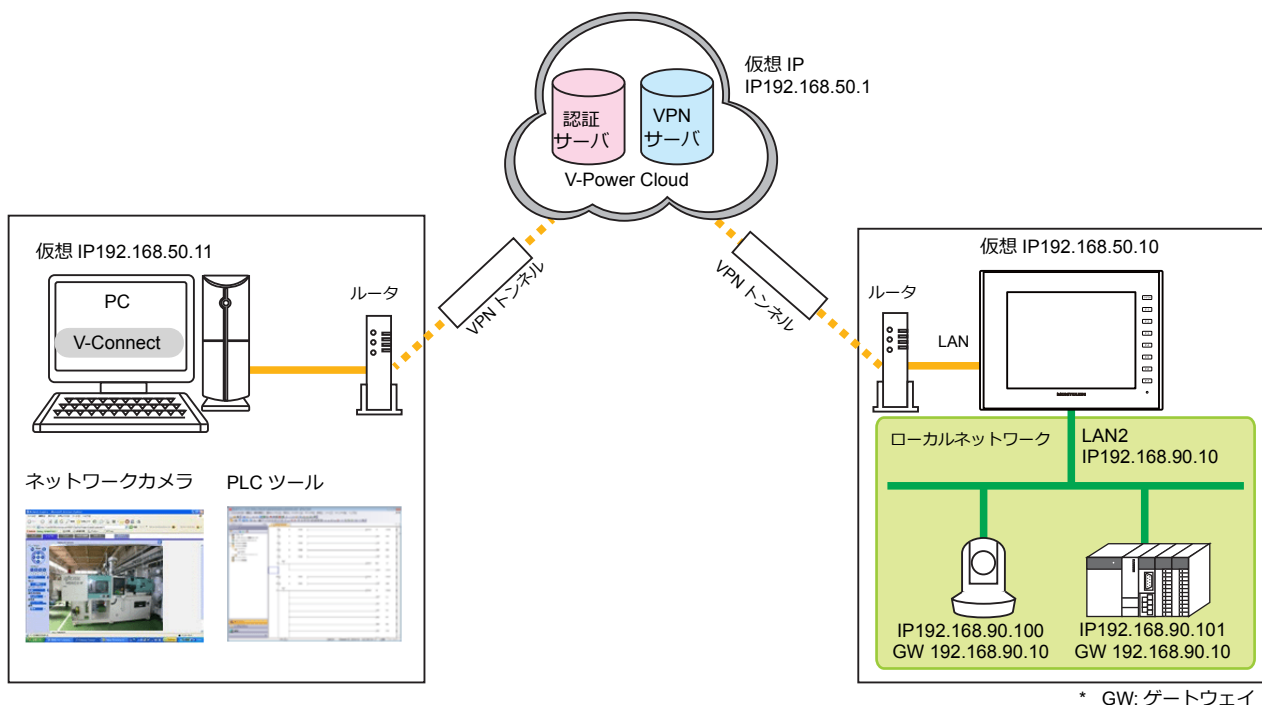 仮想 IP
IP192.168.50.1
認証
サーバ
VPN
サーバ
V-Power Cloud
仮想 IP192.168.50.11
PC
V-Connect
ルータ
VPN トンネル
VPN トンネル
仮想 IP192.168.50.10
ルータ
LAN
ローカルネットワーク
LAN2
IP192.168.90.10
IP192.168.90.100
GW 192.168.90.10
IP192.168.90.101
GW 192.168.90.10
ネットワークカメラ
PLC ツール
* GW: ゲートウェイ